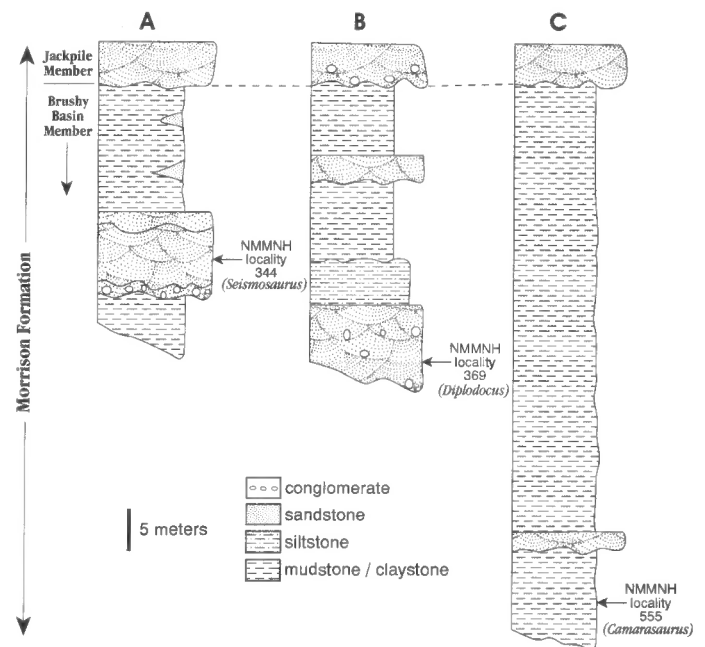 A
B
C
Jackpile
Member
Brushy
Basin
Member
Morrison Formation
NMMNH
locality
344
(Seismosaurus)
NMMNH
locality
369
(Diplodocus)
NMMNH
locality
555
(Camarasaurus)
5 meters
conglomerate
sandstone
siltstone
mudstone / claystone